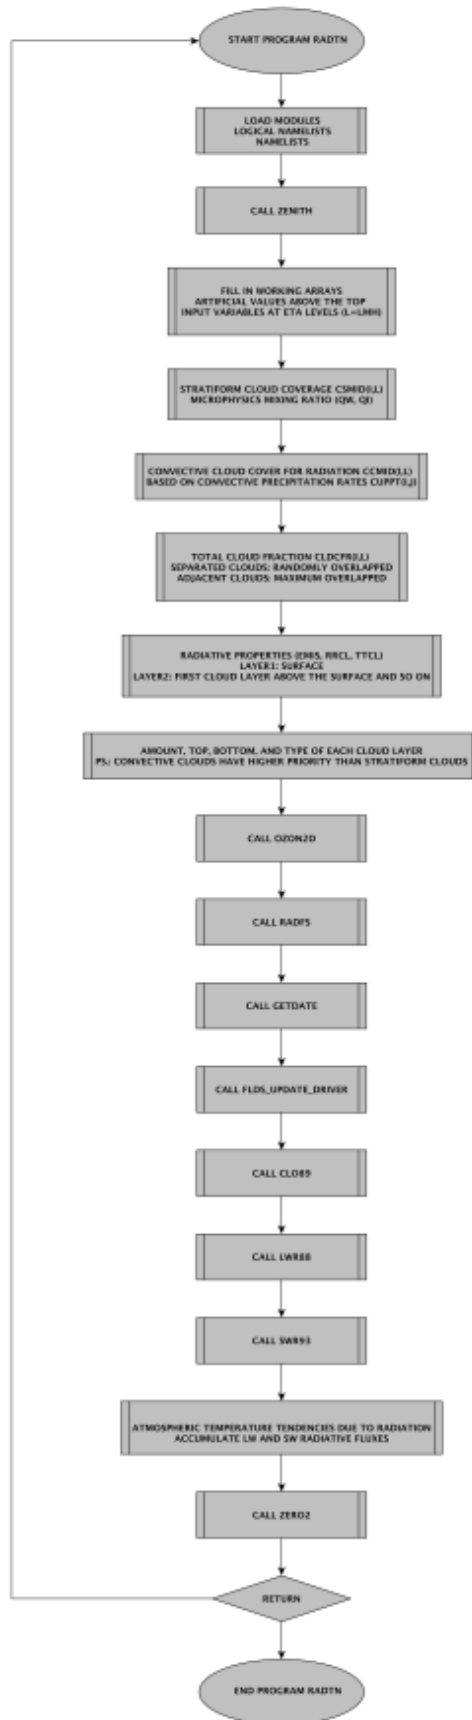 START PROGRAM RADTN
LOAD MODULES
LOGICAL NAMELISTS
NAMELISTS
CALL ZENITH
FILL IN WORKING ARRAYS
ARTIFICIAL VALUES ABOVE THE TOP
INPUT VARIABLES AT ETA LEVELS (L=LMH)
STRATIFORM CLOUD COVERAGE CSMID(I,L)
MICROPHYSICS MIXING RATIO (QW, QI)
CONVECTIVE CLOUD COVER FOR RADIATION CCMID(I,L)
BASED ON CONVECTIVE PRECIPITATION RATES CUPPT(I,J)
TOTAL CLOUD FRACTION CLDCFR(I,L)
SEPARATED CLOUDS: RANDOMLY OVERLAPPED
ADJACENT CLOUDS: MAXIMUM OVERLAPPED
RADIATIVE PROPERTIES (EMIS, RRCL, TTCL)
LAYER1: SURFACE
LAYER2: FIRST CLOUD LAYER ABOVE THE SURFACE AND SO ON
AMOUNT, TOP, BOTTOM, AND TYPE OF EACH CLOUD LAYER
PS.: CONVECTIVE CLOUDS HAVE HIGHER PRIORITY THAN STRATIFORM CLOUDS
CALL OZON2D
CALL RADFS
CALL GETDATE
CALL FLDS_UPDATE_DRIVER
CALL CLO89
CALL LWR88
CALL SWR93
ATMOSPHERIC TEMPERATURE TENDENCIES DUE TO RADIATION
ACCUMULATE LW AND SW RADIATIVE FLUXES
CALL ZERO2
RETURN
END PROGRAM RADTN